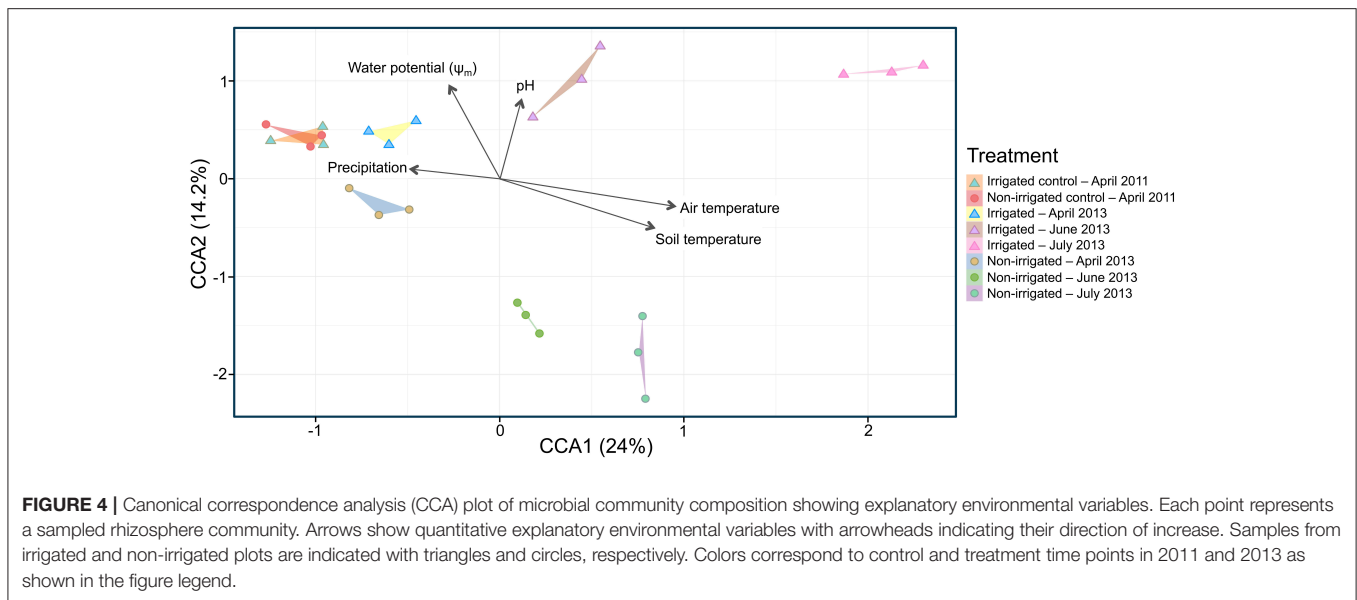 Water potential (ψm)
pH
Precipitation
Air temperature
Soil temperature
1
0
-1
-2
CCA2 (14.2%)
-1
0
1
2
CCA1 (24%)
Treatment
Irrigated control – April 2011
Non-irrigated control – April 2011
Irrigated – April 2013
Irrigated – June 2013
Irrigated – July 2013
Non-irrigated – April 2013
Non-irrigated – June 2013
Non-irrigated – July 2013
FIGURE 4 | Canonical correspondence analysis (CCA) plot of microbial community composition showing explanatory environmental variables. Each point represents
a sampled rhizosphere community. Arrows show quantitative explanatory environmental variables with arrowheads indicating their direction of increase. Samples from
irrigated and non-irrigated plots are indicated with triangles and circles, respectively. Colors correspond to control and treatment time points in 2011 and 2013 as
shown in the figure legend.